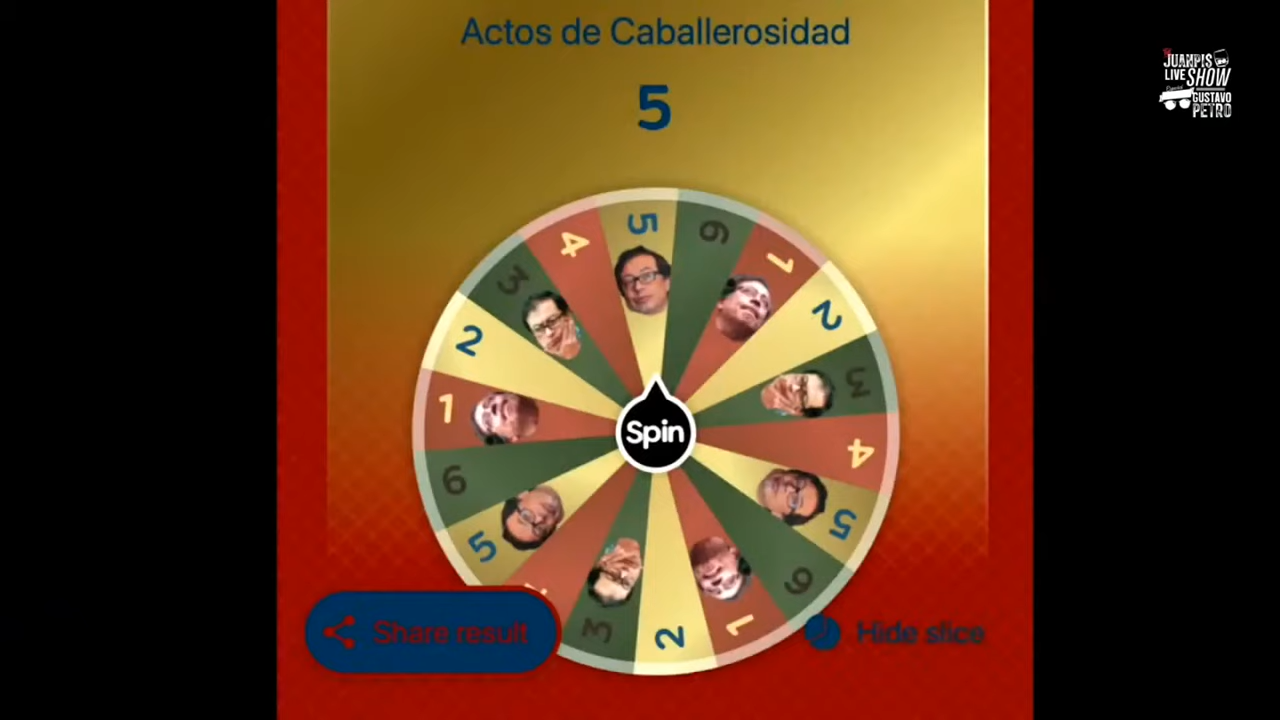 Actos de Caballerosidad
5
JUANPIS
LIVE SHOW
Especial
GUSTAVO
PETRO
5
6
1
2
3
4
5
6
1
2
3
5
6
1
2
3
4
Spin
Share result
Hide slice